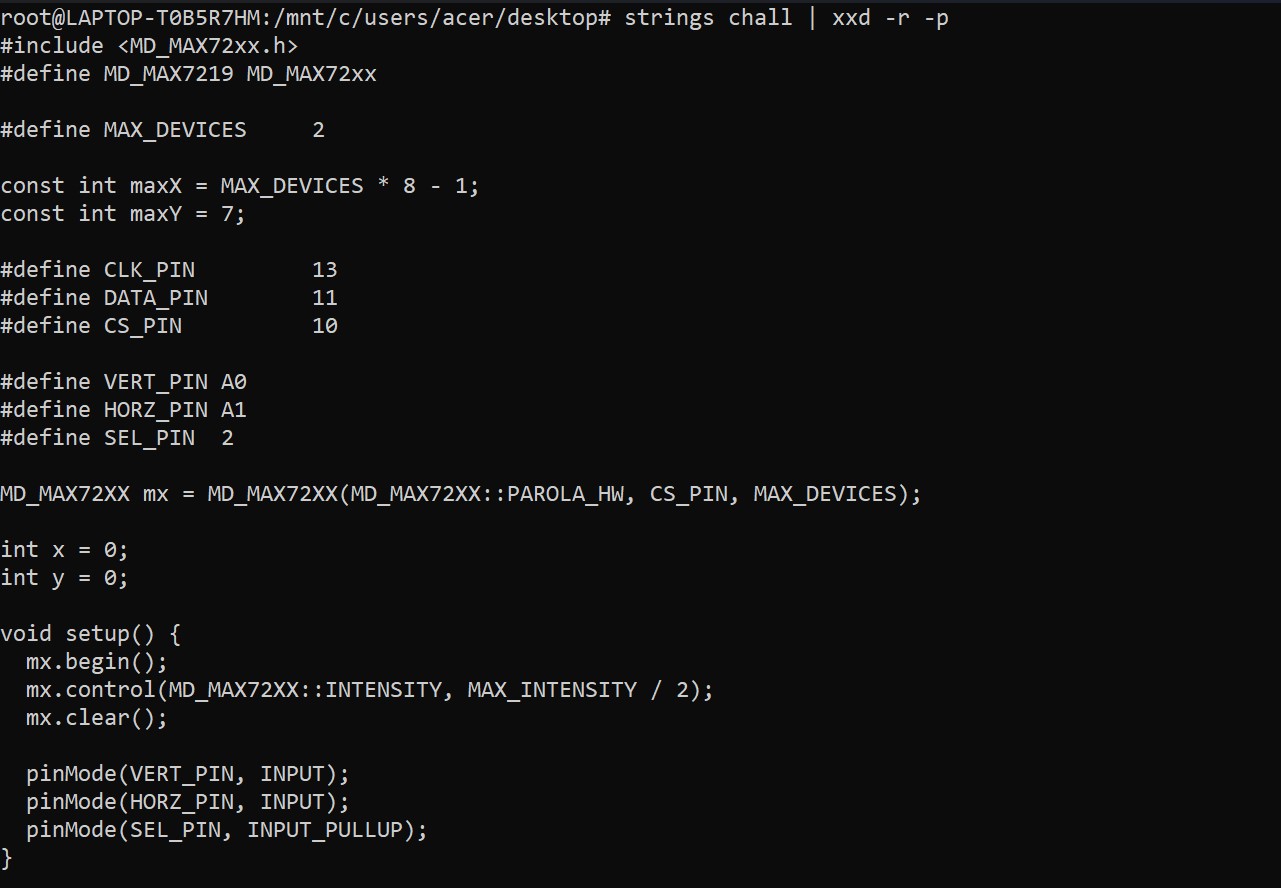 root@LAPTOP-T0B5R7HM:/mnt/c/users/acer/desktop# strings chall | xxd -r -p
#include <MD_MAX72xx.h>
#define MD_MAX7219 MD_MAX72xx
#define MAX_DEVICES     2
const int maxX = MAX_DEVICES * 8 - 1;
const int maxY = 7;
#define CLK_PIN         13
#define DATA_PIN        11
#define CS_PIN          10
#define VERT_PIN A0
#define HORZ_PIN A1
#define SEL_PIN  2
MD_MAX72XX mx = MD_MAX72XX(MD_MAX72XX::PAROLA_HW, CS_PIN, MAX_DEVICES);
int x = 0;
int y = 0;
void setup() {
  mx.begin();
  mx.control(MD_MAX72XX::INTENSITY, MAX_INTENSITY / 2);
  mx.clear();
  pinMode(VERT_PIN, INPUT);
  pinMode(HORZ_PIN, INPUT);
  pinMode(SEL_PIN, INPUT_PULLUP);
}